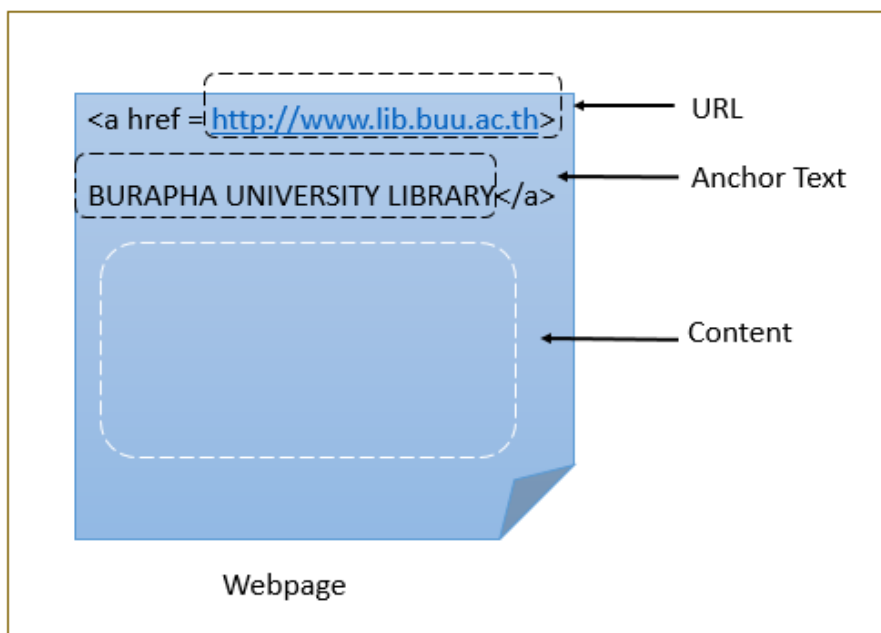 <a href = http://www.lib.buu.ac.th>
URL
BURAPHA UNIVERSITY LIBRARY</a>
Anchor Text
Content
Webpage